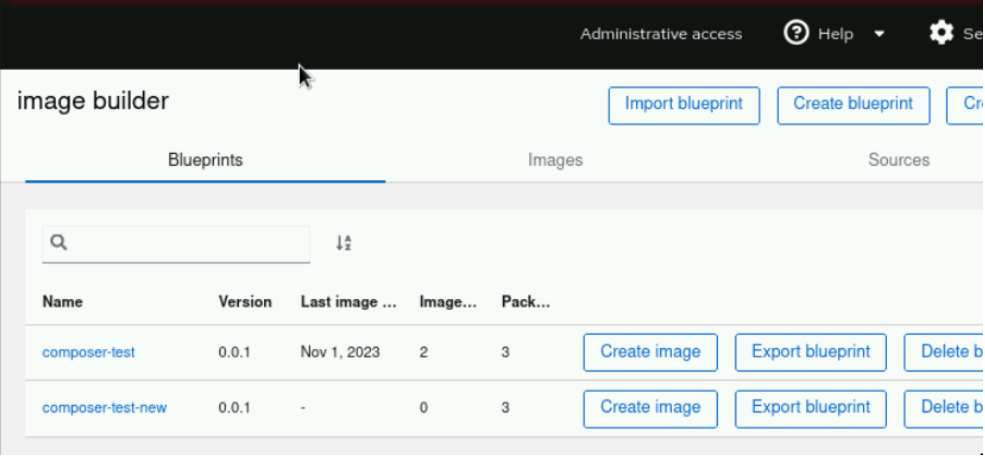 Administrative access Help Se
image builder Import blueprint Create blueprint Cr
Blueprints Images Sources
Name Version Last image ... Image... Pack...
composer-test 0.0.1 Nov 1, 2023 2 3 Create image Export blueprint Delete b
composer-test-new 0.0.1 - 0 3 Create image Export blueprint Delete b